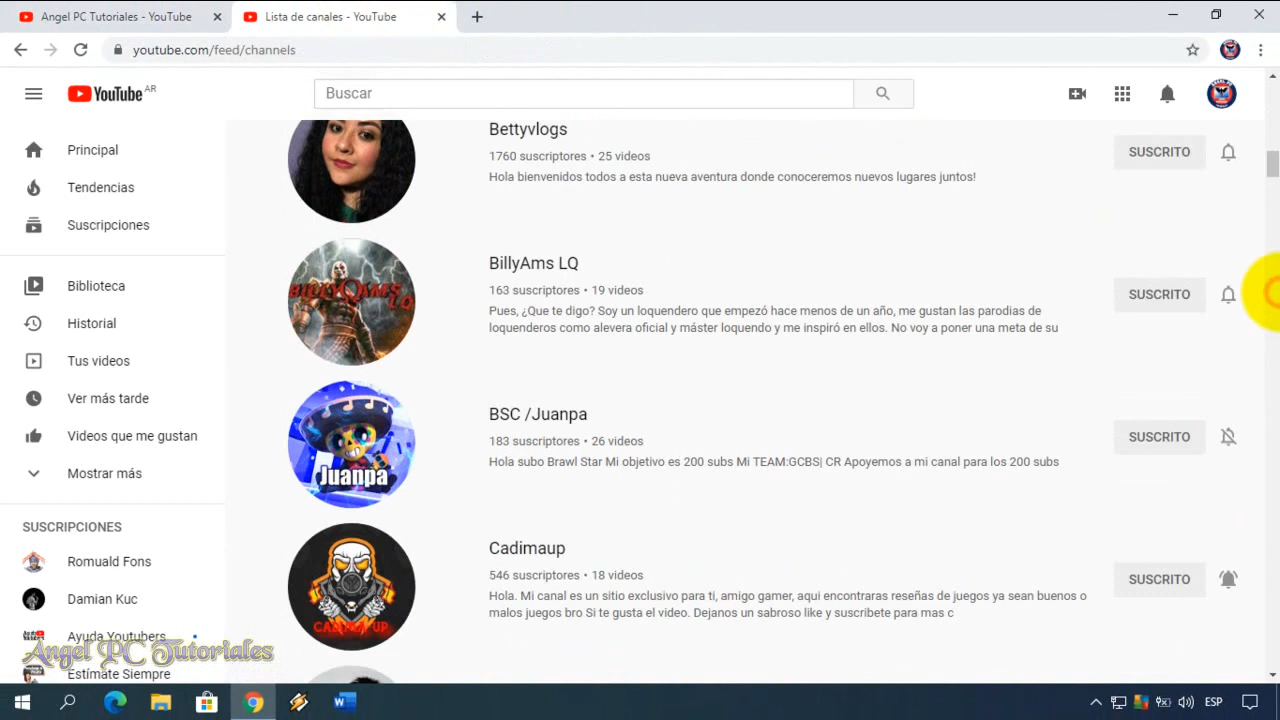 Angel PC Tutoriales - YouTube
Lista de canales - YouTube
youtube.com/feed/channels
YouTube AR
Buscar
Principal
Tendencias
Suscripciones
Biblioteca
Historial
Tus videos
Ver más tarde
Videos que me gustan
Mostrar más
SUSCRIPCIONES
Romuald Fons
Damian Kuc
Ayuda Youtubers
Estímate Siempre
Angel PC Tutoriales
Bettyvlogs
1760 suscriptores • 25 videos
Hola bienvenidos todos a esta nueva aventura donde conoceremos nuevos lugares juntos!
SUSCRITO
BILLYQAMS LQ
BillyAms LQ
163 suscriptores • 19 videos
Pues, ¿Que te digo? Soy un loquendero que empezó hace menos de un año, me gustan las parodias de
loquenderos como alevera oficial y máster loquendo y me inspiró en ellos. No voy a poner una meta de su
SUSCRITO
Juanpa
BSC /Juanpa
183 suscriptores • 26 videos
Hola subo Brawl Star Mi objetivo es 200 subs Mi TEAM:GCBS| CR Apoyemos a mi canal para los 200 subs
SUSCRITO
CADIMA UP
Cadimaup
546 suscriptores • 18 videos
Hola. Mi canal es un sitio exclusivo para ti, amigo gamer, aqui encontraras reseñas de juegos ya sean buenos o
malos juegos bro Si te gusta el video. Dejanos un sabroso like y suscribete para mas c
SUSCRITO
ESP